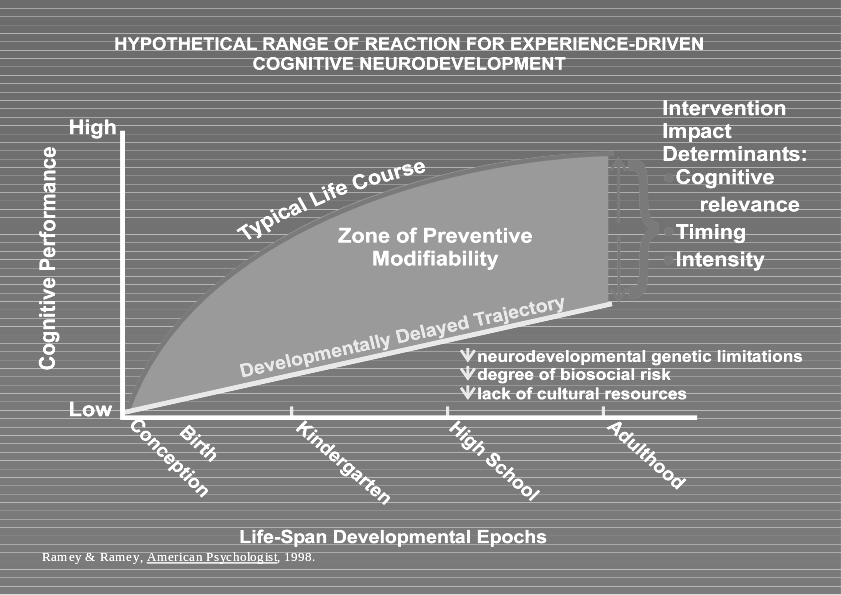 HYPOTHETICAL RANGE OF REACTION FOR EXPERIENCE-DRIVEN
COGNITIVE NEURODEVELOPMENT
Intervention
Impact
Determinants:
Cognitive
relevance
Timing
Intensity
High
Cognitive Performance
Low
Typical Life Course
Zone of Preventive
Modifiability
Developmentally Delayed Trajectory
neurodevelopmental genetic limitations
degree of biosocial risk
lack of cultural resources
Conception
Birth
Kindergarten
High School
Adulthood
Life-Span Developmental Epochs
Ramey & Ramey, American Psychologist, 1998.